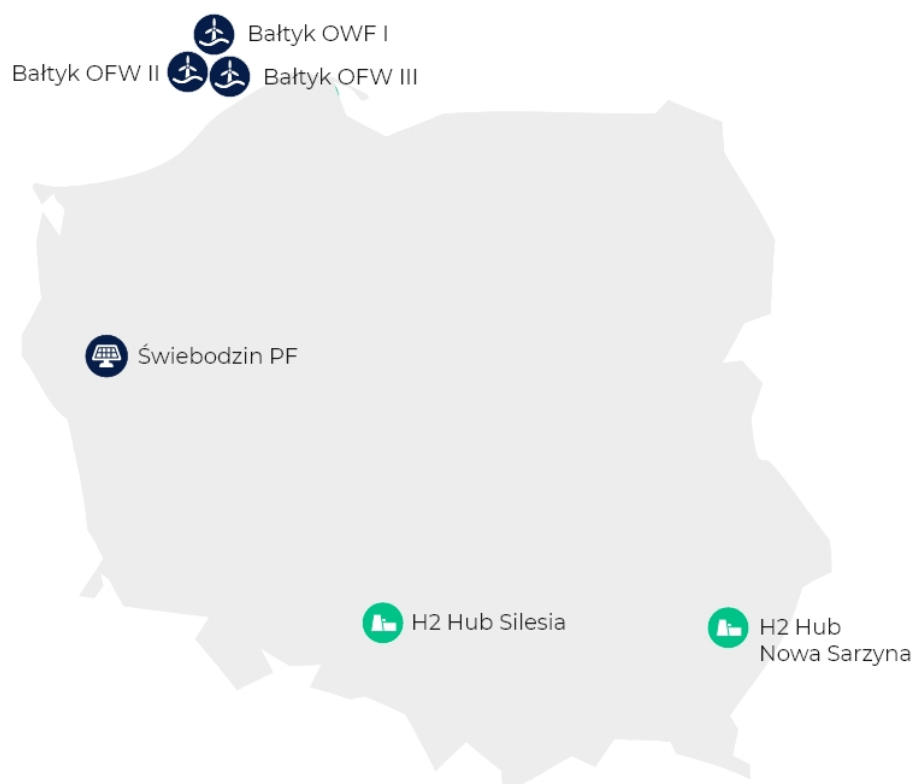 Bałtyk OWF I
Bałtyk OFW II
Bałtyk OFW III
Świebodzin PF
H2 Hub Silesia
H2 Hub
Nowa Sarzyna